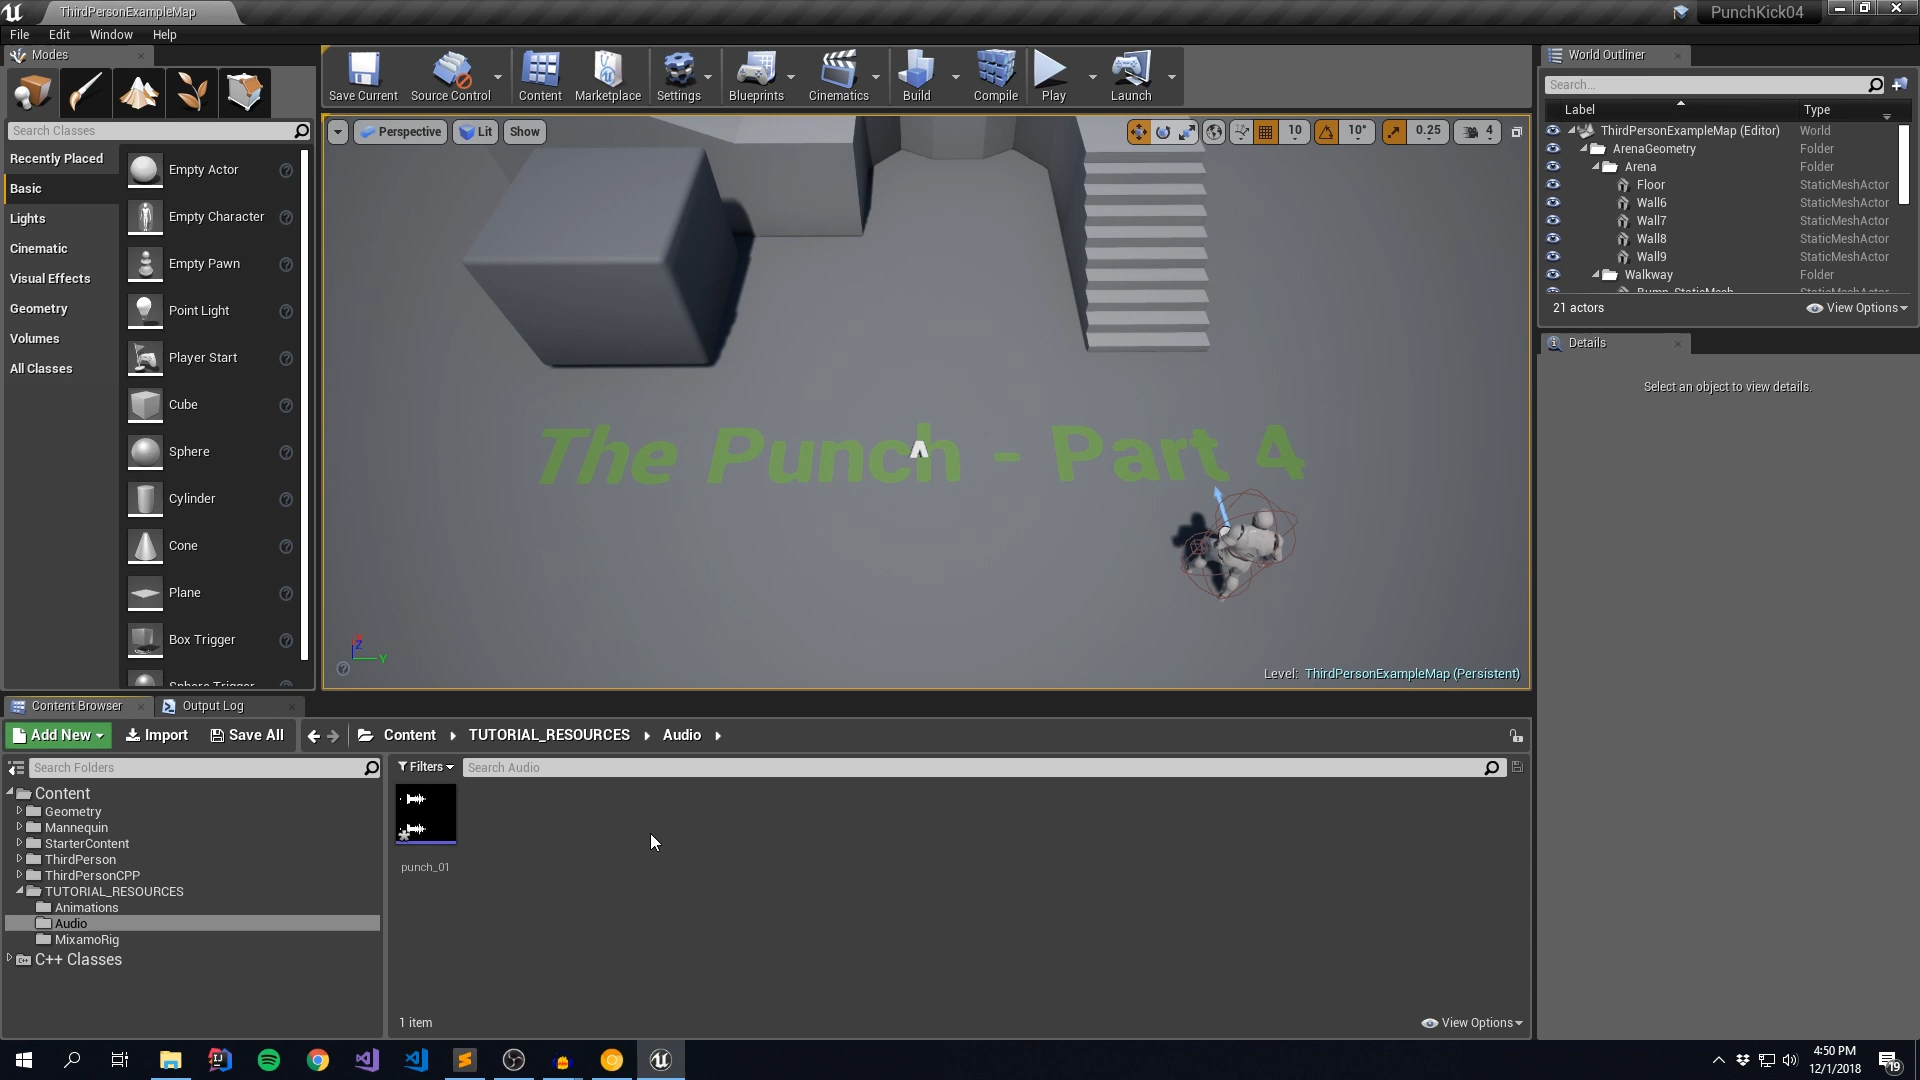 ThirdPersonExampleMap
PunchKick04
File Edit Window Help
Modes
Save Current
Source Control
Content
Marketplace
Settings
Blueprints
Cinematics
Build
Compile
Play
Launch
World Outliner
Search...
Label
Type
Search Classes
Recently Placed
Basic
Lights
Cinematic
Visual Effects
Geometry
Volumes
All Classes
Empty Actor
Empty Character
Empty Pawn
Point Light
Player Start
Cube
Sphere
Cylinder
Cone
Plane
Box Trigger
Sphere Trigger
Perspective
Lit
Show
10
10°
0.25
4
The Punch - Part 4
Z
Y
Level: ThirdPersonExampleMap (Persistent)
ThirdPersonExampleMap (Editor) World
ArenaGeometry Folder
Arena Folder
Floor StaticMeshActor
Wall6 StaticMeshActor
Wall7 StaticMeshActor
Wall8 StaticMeshActor
Wall9 StaticMeshActor
Walkway Folder
Bump_StaticMesh StaticMeshActor
21 actors
View Options
Details
Select an object to view details.
Content Browser
Output Log
Add New
Import
Save All
Content
TUTORIAL_RESOURCES
Audio
Search Folders
Filters
Search Audio
Content
Geometry
Mannequin
StarterContent
ThirdPerson
ThirdPersonCPP
TUTORIAL_RESOURCES
Animations
Audio
MixamoRig
C++ Classes
punch_01
1 item
View Options
4:50 PM
12/1/2018
19